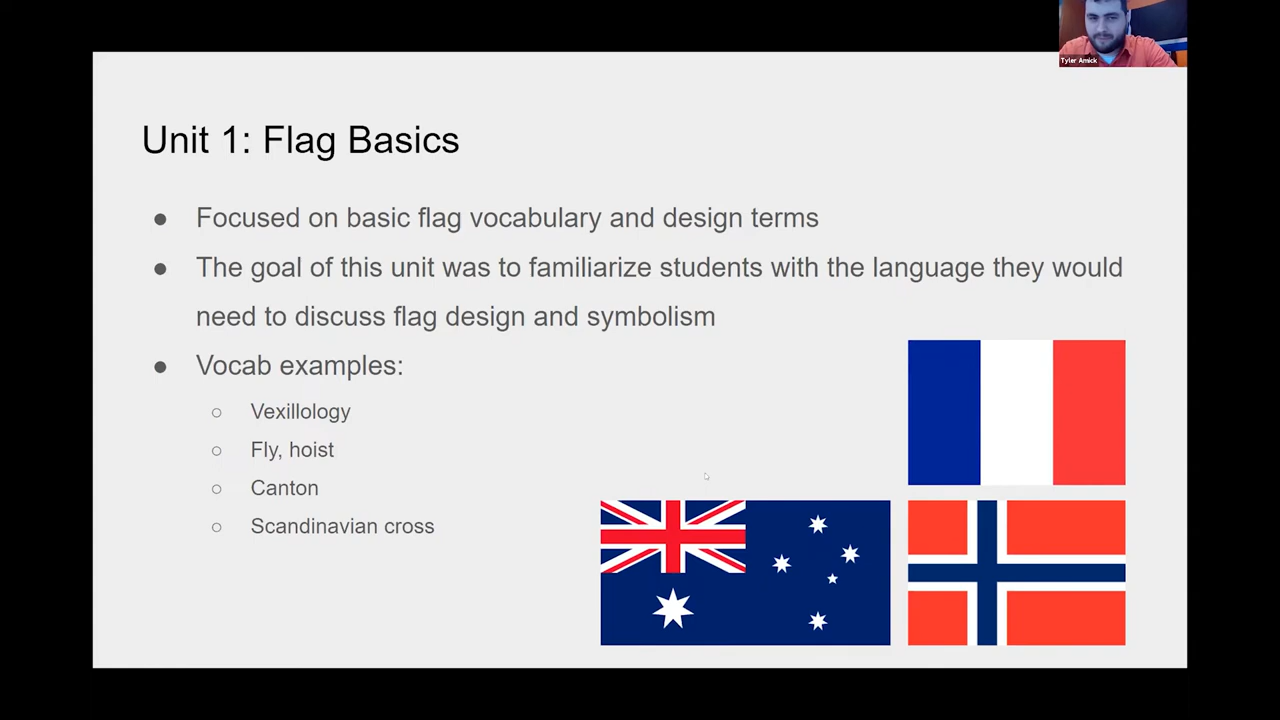 Tyler Amick
Unit 1: Flag Basics
● Focused on basic flag vocabulary and design terms
● The goal of this unit was to familiarize students with the language they would
need to discuss flag design and symbolism
● Vocab examples:
○ Vexillology
○ Fly, hoist
○ Canton
○ Scandinavian cross